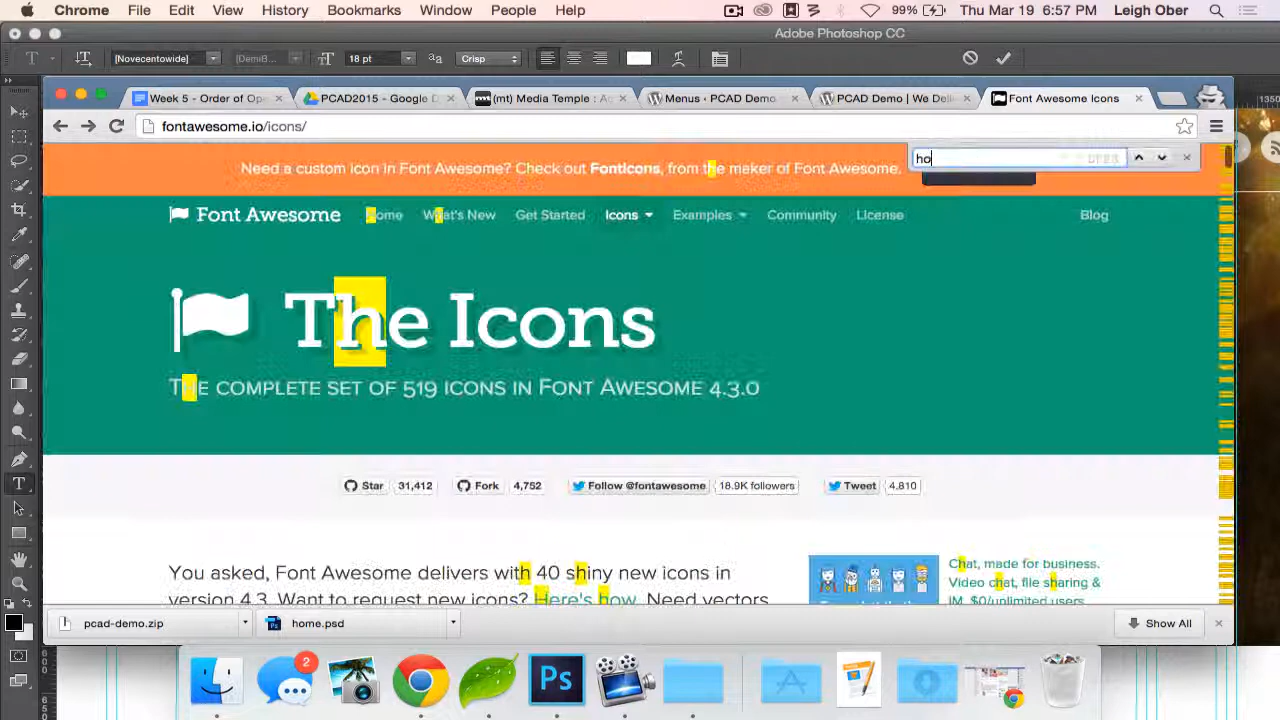 Chrome File Edit View History Bookmarks Window People Help 99% Thu Mar 19 6:57 PM Leigh Ober
Adobe Photoshop CC
T [Novecentowide] [DemiB... 18 pt aa Crisp
Week 5 - Order of Op PCAD2015 - Google D (mt) Media Temple : Ac Menus ‹ PCAD Demo PCAD Demo | We Deli Font Awesome Icons
fontawesome.io/icons/
ho
Need a custom icon in Font Awesome? Check out Fonticons, from the maker of Font Awesome.
Font Awesome Home What's New Get Started Icons Examples Community License Blog
The Icons
The complete set of 519 icons in Font Awesome 4.3.0
Star 31,412 Fork 4,752 Follow @fontawesome 18.9K followers Tweet 4,810
You asked, Font Awesome delivers with 40 shiny new icons in
version 4.3. Want to request new icons? Here's how. Need vectors
Chat, made for business.
Video chat, file sharing &
IM. $0/unlimited users
pcad-demo.zip home.psd Show All
2
Ps